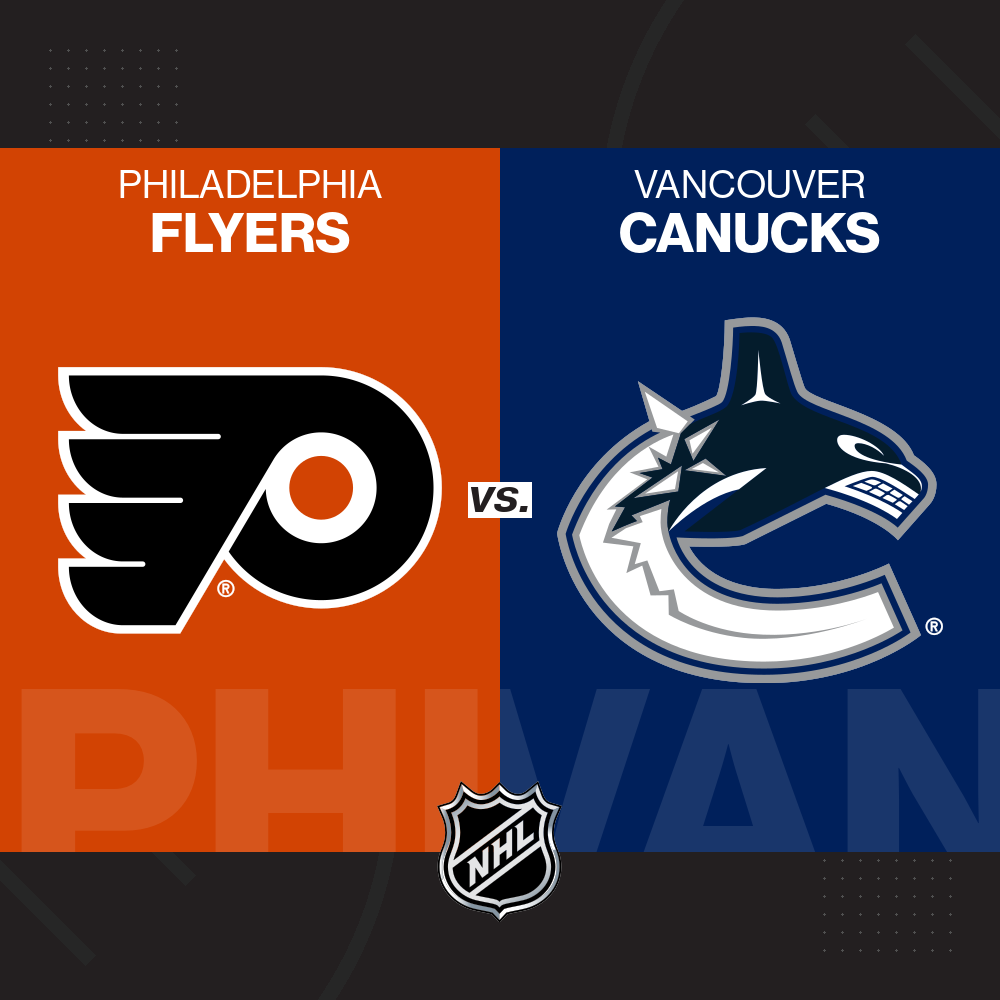 PHILADELPHIA
FLYERS
VANCOUVER
CANUCKS
VS.
®
®
PHI
VAN
NHL